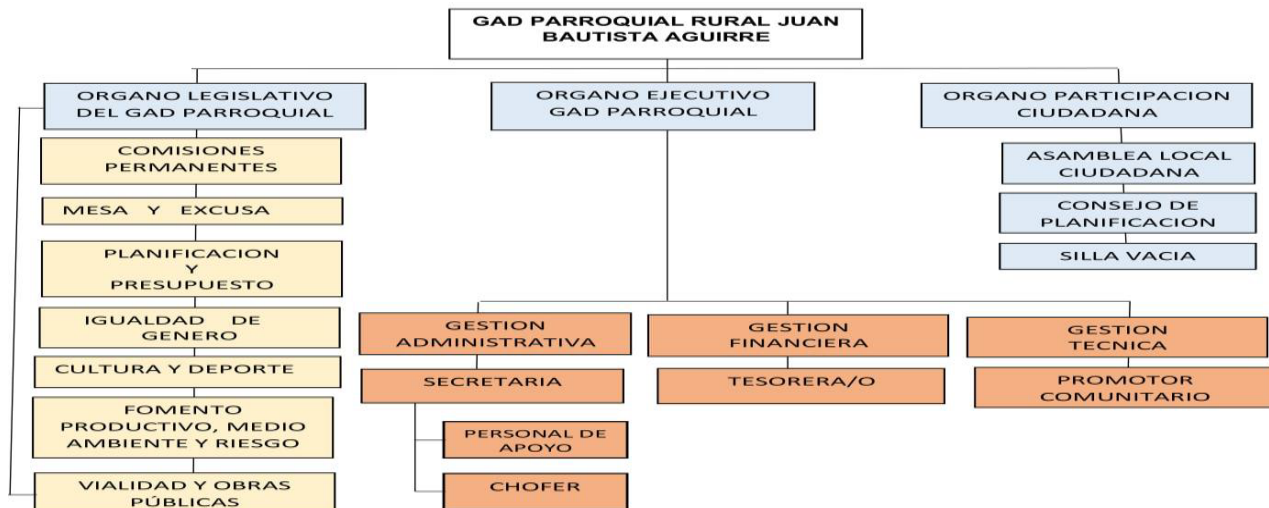 GAD PARROQUIAL RURAL JUAN
BAUTISTA AGUIRRE
ORGANO LEGISLATIVO
DEL GAD PARROQUIAL
COMISIONES
PERMANENTES
MESA Y EXCUSA
PLANIFICACION
Y
PRESUPUESTO
IGUALDAD DE
GENERO
CULTURA Y DEPORTE
FOMENTO
PRODUCTIVO, MEDIO
AMBIENTE Y RIESGO
VIALIDAD Y OBRAS
PÚBLICAS
ORGANO EJECUTIVO
GAD PARROQUIAL
GESTION
ADMINISTRATIVA
SECRETARIA
PERSONAL DE
APOYO
CHOFER
GESTION
FINANCIERA
TESORERA/O
GESTION
TECNICA
PROMOTOR
COMUNITARIO
ORGANO PARTICIPACION
CIUDADANA
ASAMBLEA LOCAL
CIUDADANA
CONSEJO DE
PLANIFICACION
SILLA VACIA